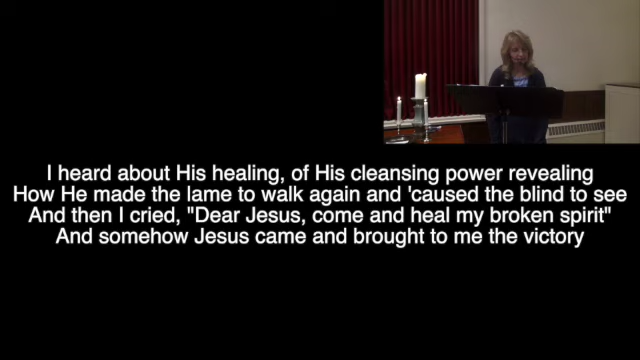 I heard about His healing, of His cleansing power revealing
How He made the lame to walk again and 'caused the blind to see
And then I cried, "Dear Jesus, come and heal my broken spirit"
And somehow Jesus came and brought to me the victory